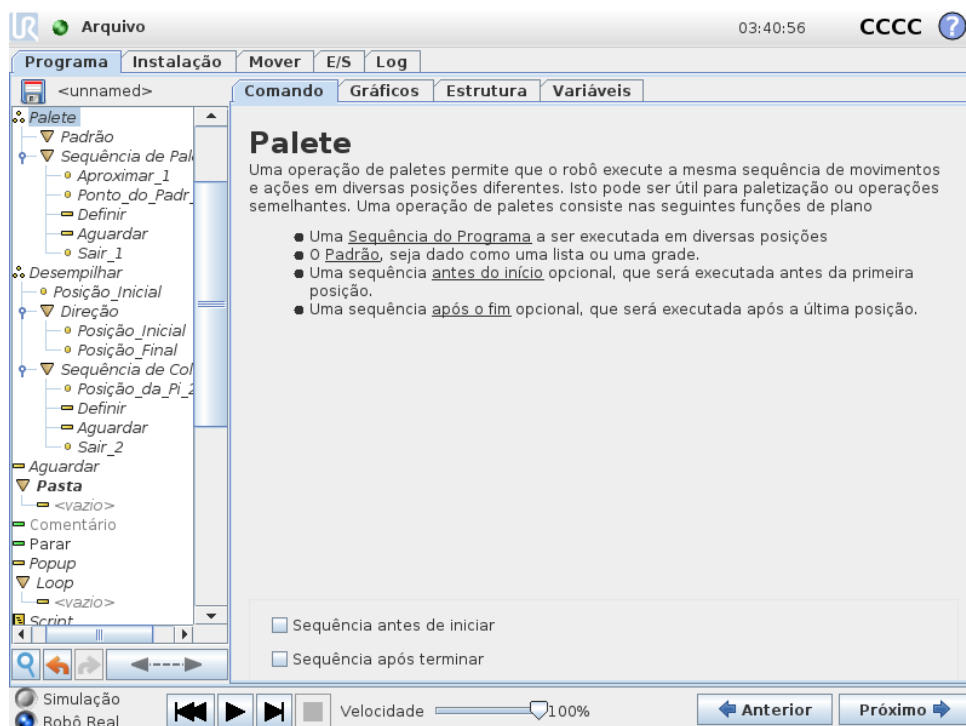 UR Arquivo 03:40:56 CCCC ?
Programa Instalação Mover E/S Log
<unnamed> Comando Gráficos Estrutura Variáveis
Palete
Padrão
Sequência de Pal
Aproximar_1
Ponto_do_Padr_
Definir
Aguardar
Sair_1
Desempilhar
Posição_Inicial
Direção
Posição_Inicial
Posição_Final
Sequência de Col
Posição_da_Pi_2
Definir
Aguardar
Sair_2
Aguardar
Pasta
<vazio>
Comentário
Parar
Popup
Loop
<vazio>
Script
Palete
Uma operação de paletes permite que o robô execute a mesma sequência de movimentos
e ações em diversas posições diferentes. Isto pode ser útil para paletização ou operações
semelhantes. Uma operação de paletes consiste nas seguintes funções de plano
● Uma Sequência do Programa a ser executada em diversas posições
● O Padrão, seja dado como uma lista ou uma grade.
● Uma sequência antes do início opcional, que será executada antes da primeira
posição.
● Uma sequência após o fim opcional, que será executada após a última posição.
Sequência antes de iniciar
Sequência após terminar
Simulação
Robô Real
Velocidade 100%
Anterior Próximo